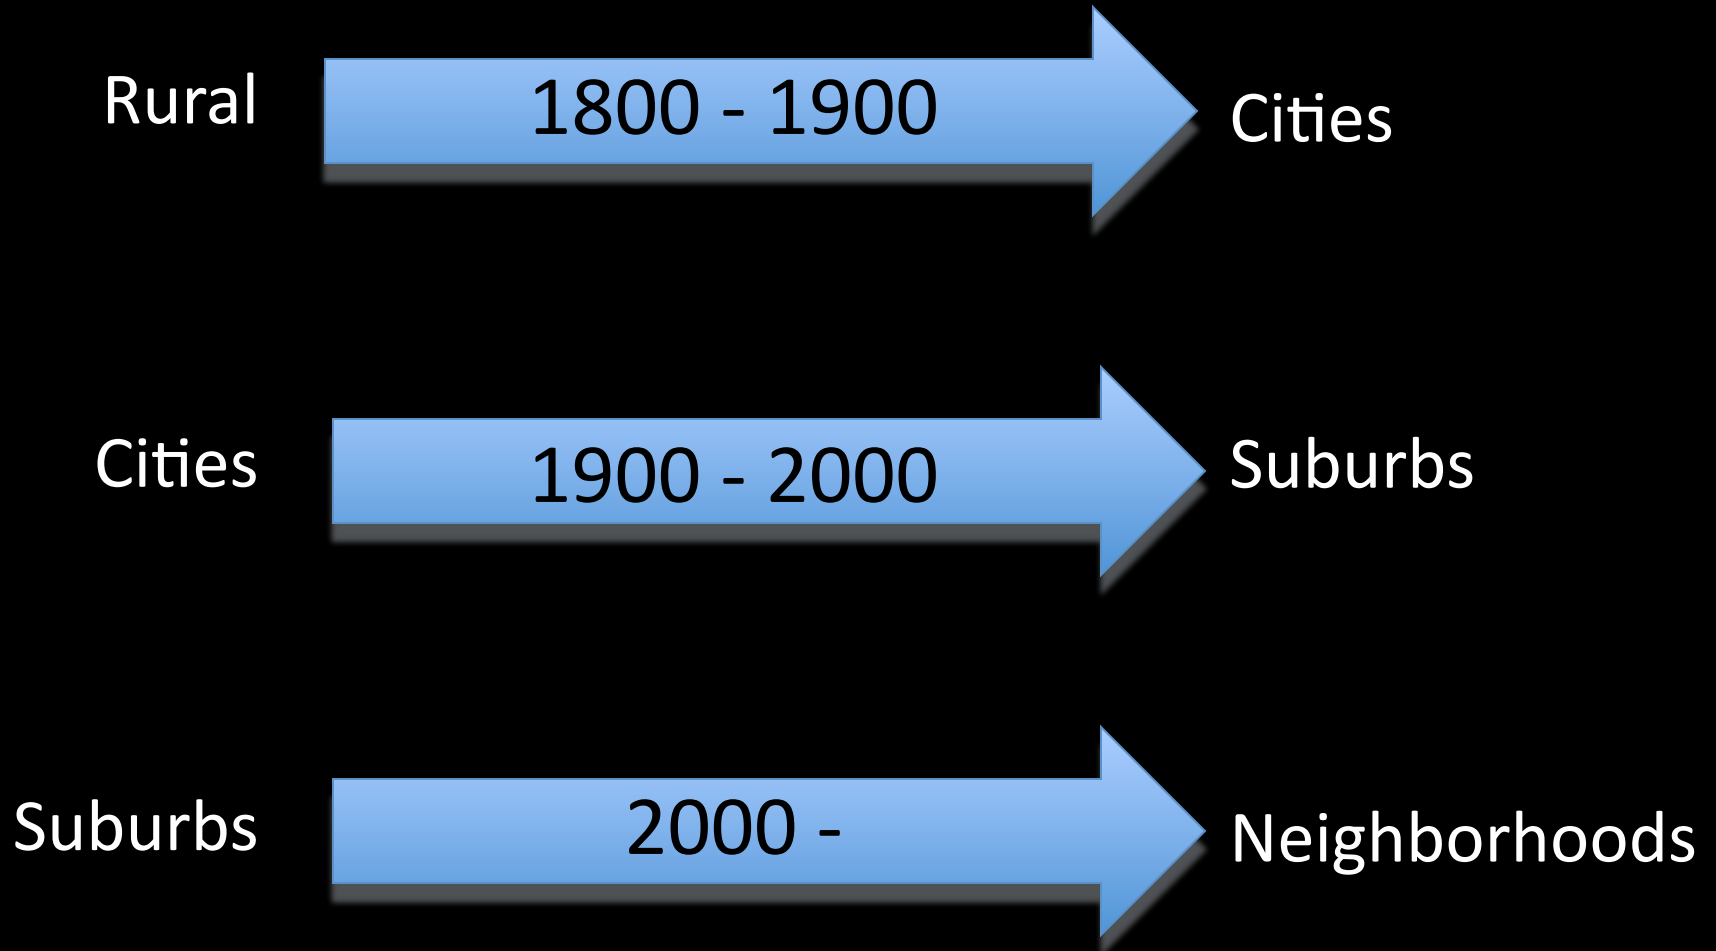 Rural 1800 - 1900 Cities
Cities 1900 - 2000 Suburbs
Suburbs 2000 - Neighborhoods